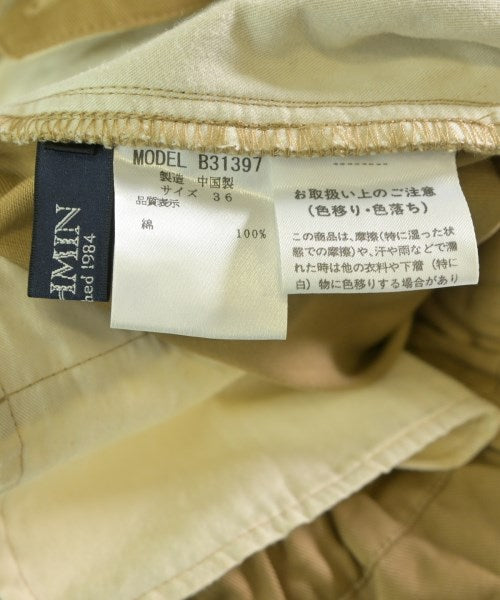 MODEL B31397
製造 中国製
サイズ 36
品質表示
綿 100%
--------
お取扱い上のご注意
(色移り・色落ち)
この商品は、摩擦(特に湿った状
態での摩擦)や、汗や雨などで濡
れた時は他の衣料や下着(特に
白)物に色移りする場合があり
1984